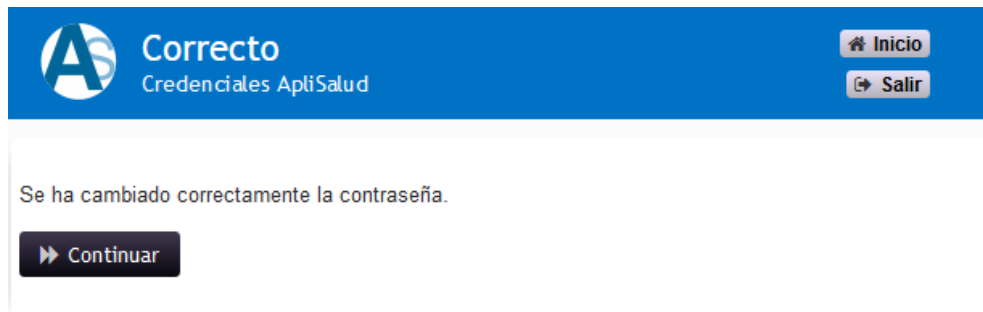 AS
Correcto
Credenciales ApliSalud
Inicio
Salir
Se ha cambiado correctamente la contraseña.
Continuar